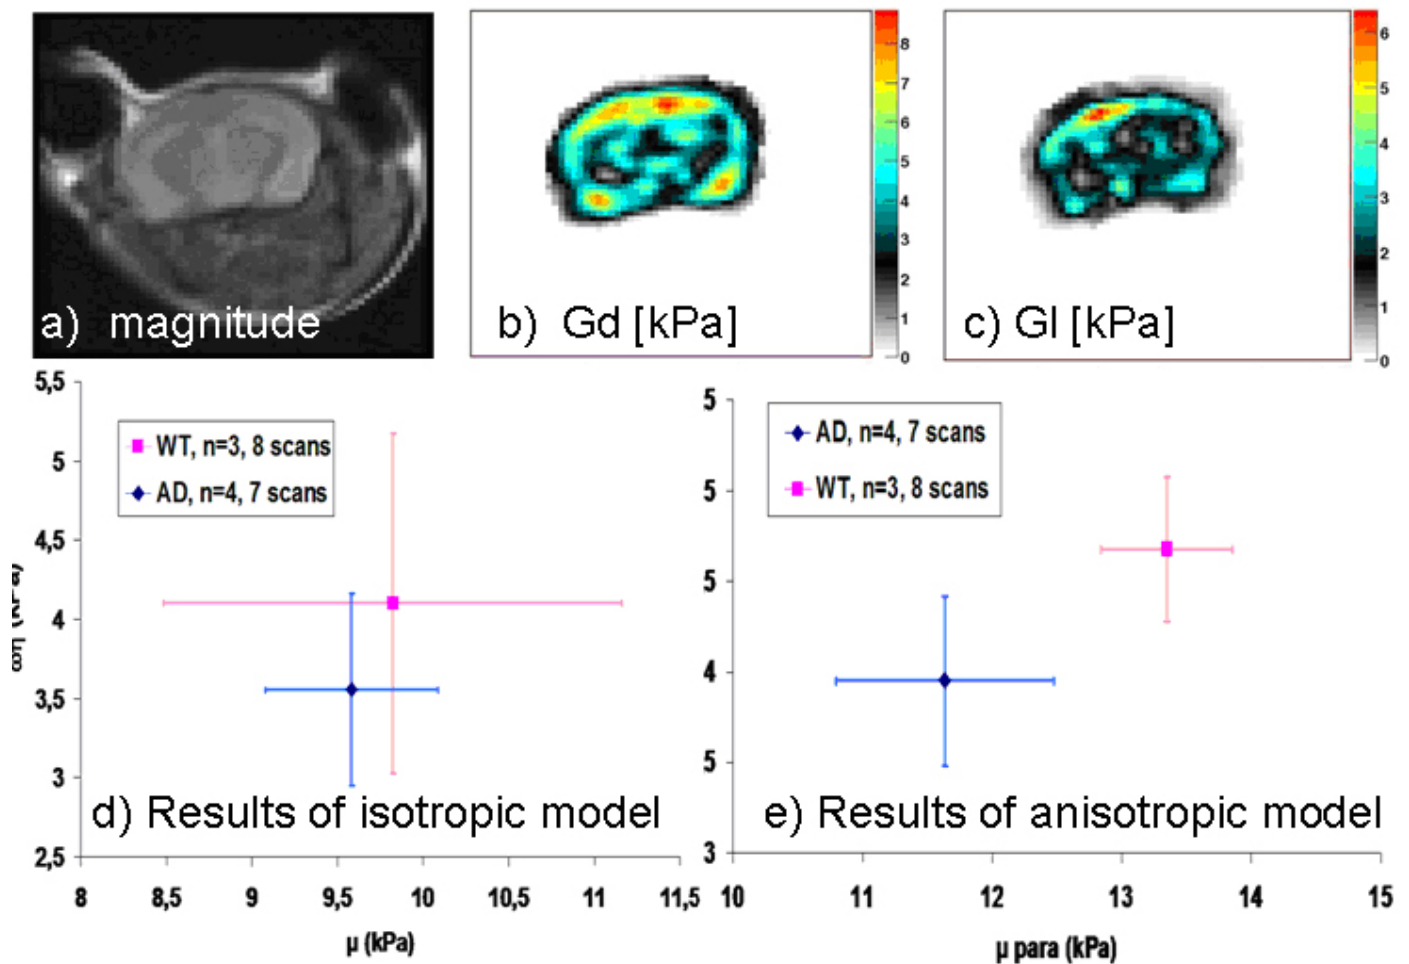 a) magnitude
b) Gd [kPa]
8
7
6
5
4
3
2
1
0
c) Gl [kPa]
6
5
4
3
2
1
0
5,5
5
4,5
4
3,5
3
2,5
ωη (kPa)
WT, n=3, 8 scans
AD, n=4, 7 scans
d) Results of isotropic model
8 8,5 9 9,5 10 10,5 11 11,5
μ (kPa)
5
5
5
4
5
3
AD, n=4, 7 scans
WT, n=3, 8 scans
e) Results of anisotropic model
10 11 12 13 14 15
μ para (kPa)